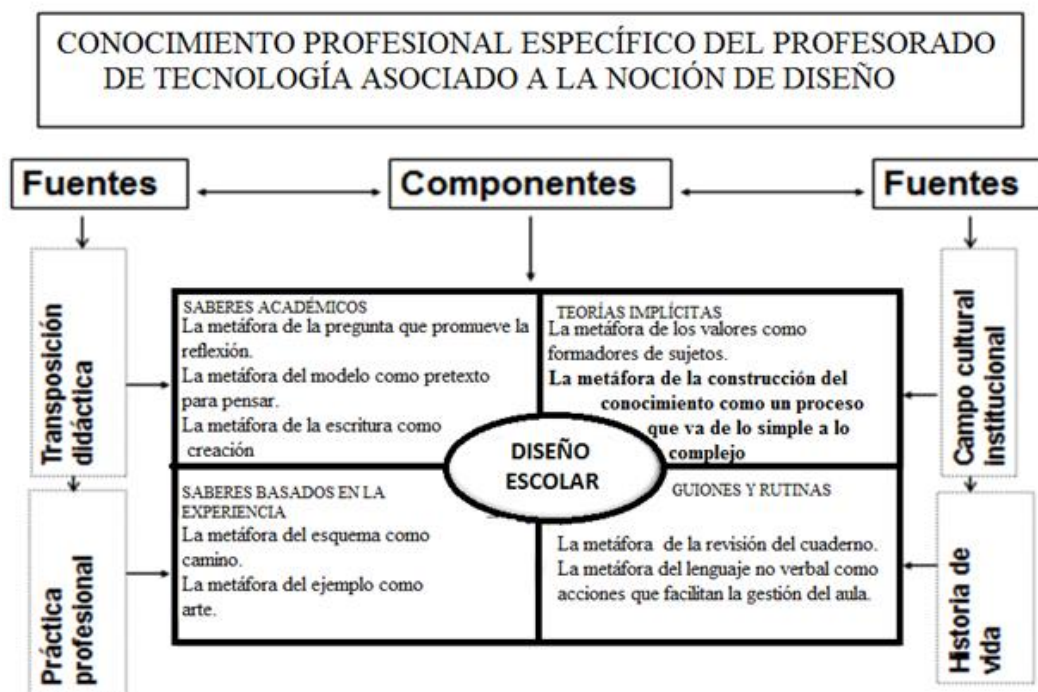 CONOCIMIENTO PROFESIONAL ESPECÍFICO DEL PROFESORADO
DE TECNOLOGÍA ASOCIADO A LA NOCIÓN DE DISEÑO
Fuentes
Componentes
Fuentes
Transposición
didáctica
Práctica
profesional
SABERES ACADÉMICOS
La metáfora de la pregunta que promueve la
reflexión.
La metáfora del modelo como pretexto
para pensar.
La metáfora de la escritura como
creación
TEORÍAS IMPLÍCITAS
La metáfora de los valores como
formadores de sujetos.
La metáfora de la construcción del
conocimiento como un proceso
que va de lo simple a lo
complejo
DISEÑO
ESCOLAR
SABERES BASADOS EN LA
EXPERIENCIA
La metáfora del esquema como
camino.
La metáfora del ejemplo como
arte.
GUIONES Y RUTINAS
La metáfora de la revisión del cuaderno.
La metáfora del lenguaje no verbal como
acciones que facilitan la gestión del aula.
Campo cultural
institucional
Historia de
vida